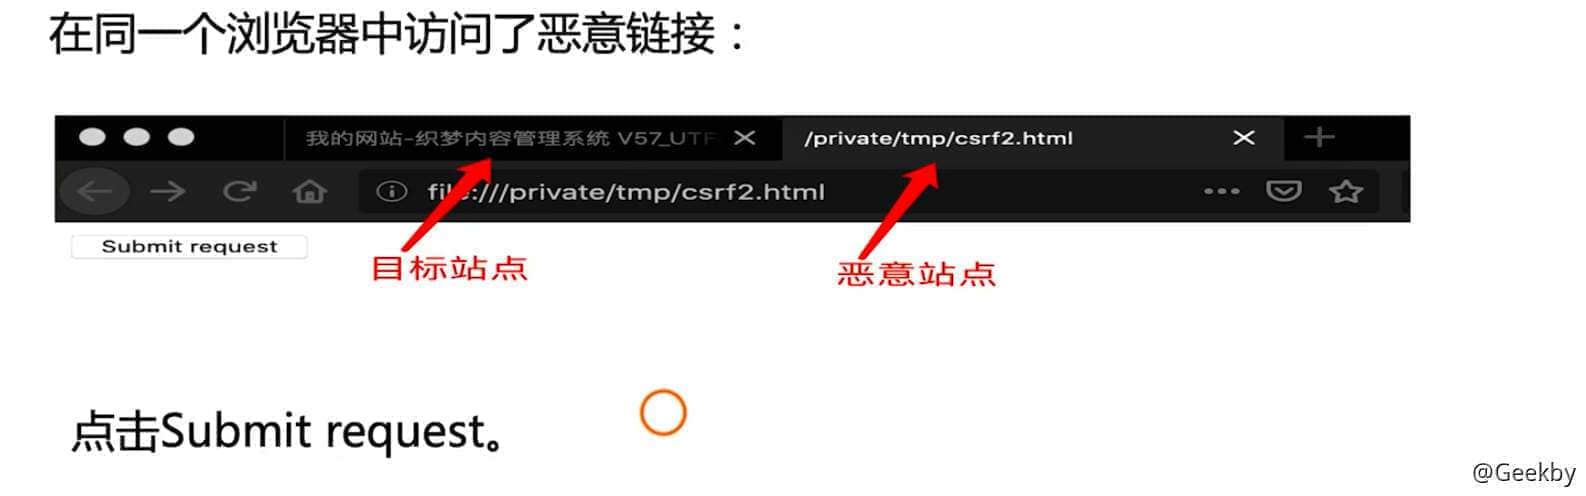 在同一个浏览器中访问了恶意链接：
我的网站-织梦内容管理系统 V57_UTF
/private/tmp/csrf2.html
file:///private/tmp/csrf2.html
Submit request
目标站点
恶意站点
点击Submit request。
@Geekby